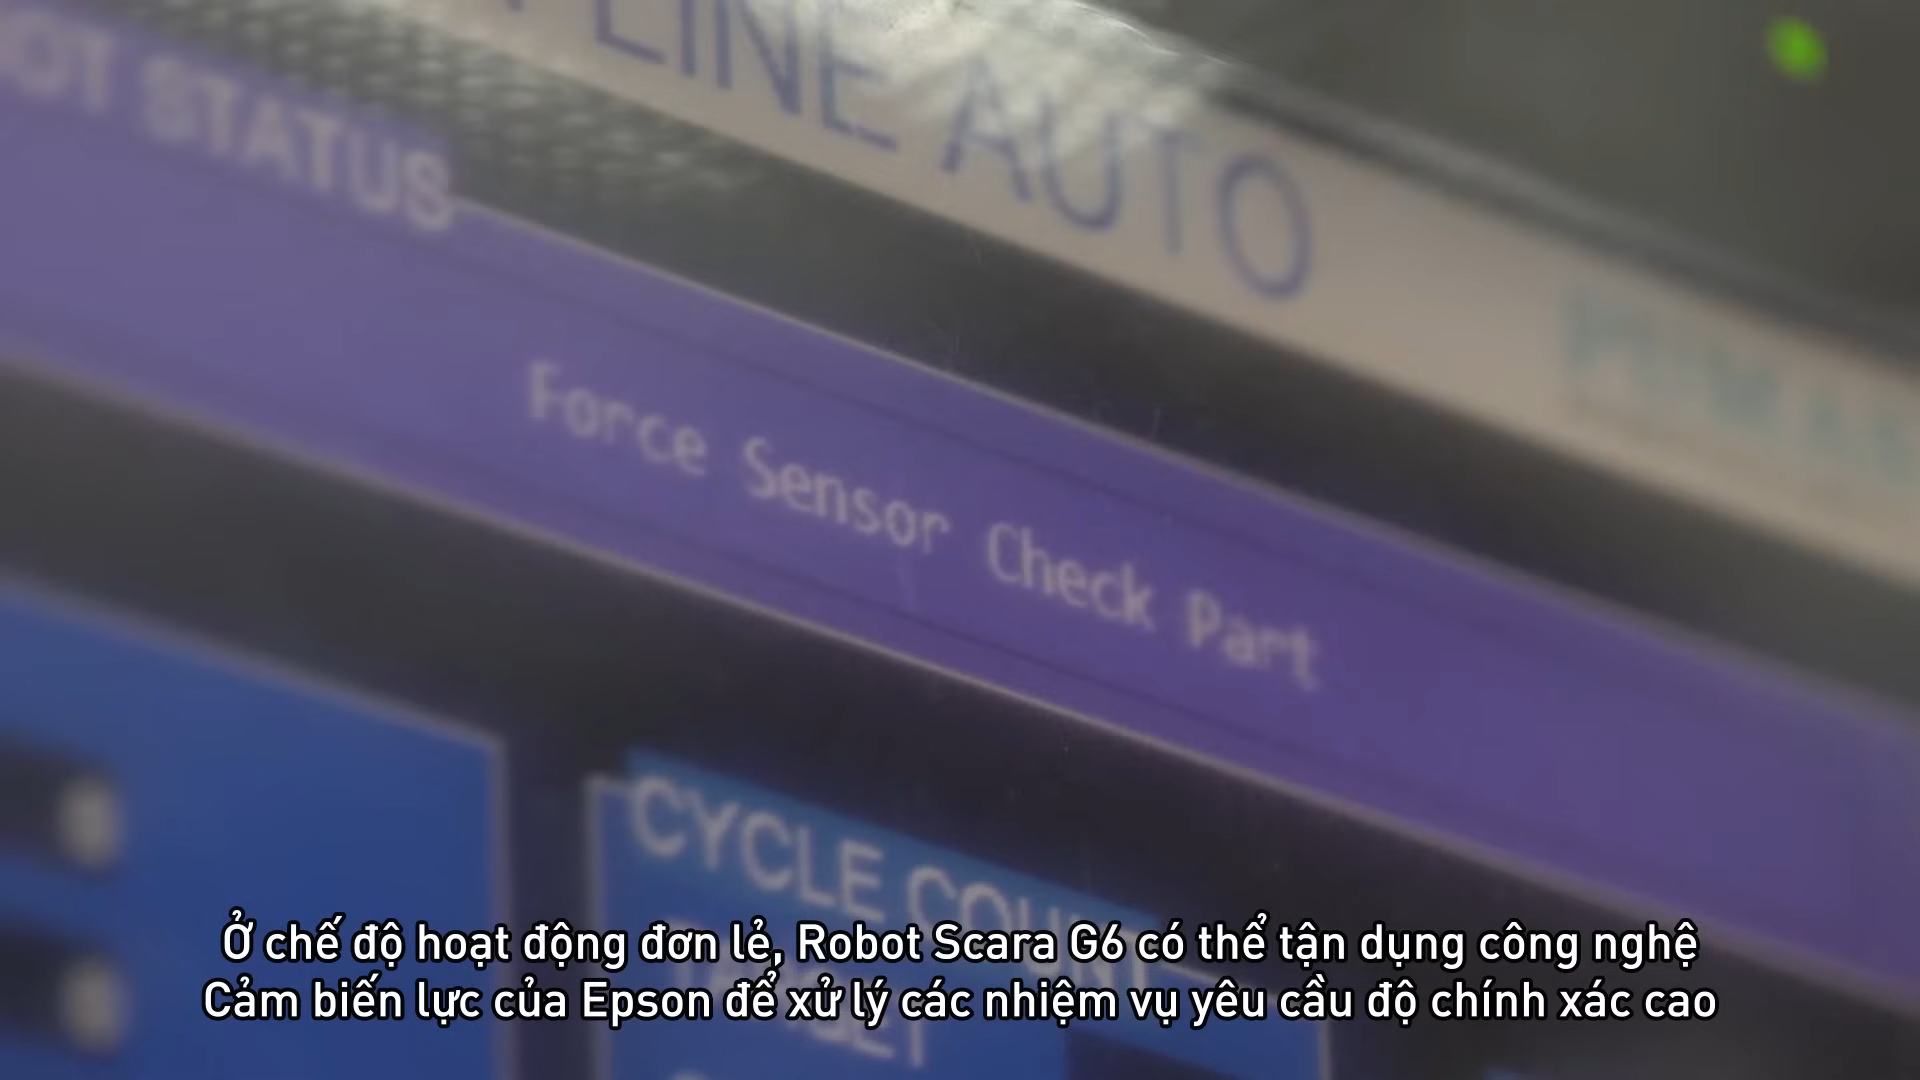 LINE AUTO
STATUS
Force Sensor Check Part
CYCLE COUNT
TARGET
Ở chế độ hoạt động đơn lẻ, Robot Scara G6 có thể tận dụng công nghệ
Cảm biến lực của Epson để xử lý các nhiệm vụ yêu cầu độ chính xác cao